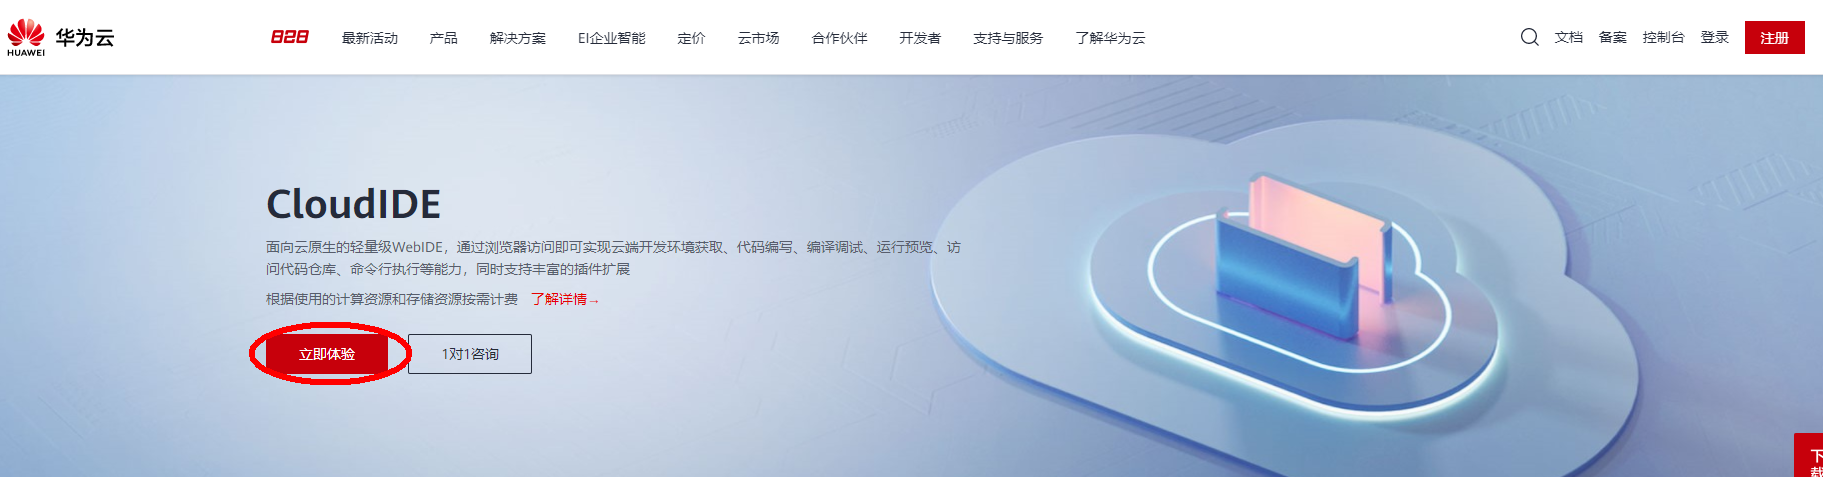 HUAWEI
华为云
828
最新活动
产品
解决方案
EI企业智能
定价
云市场
合作伙伴
开发者
支持与服务
了解华为云
文档
备案
控制台
登录
注册
CloudIDE
面向云原生的轻量级WebIDE，通过浏览器访问即可实现云端开发环境获取、代码编写、编译调试、运行预览、访
问代码仓库、命令行执行等能力，同时支持丰富的插件扩展
根据使用的计算资源和存储资源按需计费 了解详情→
立即体验
1对1咨询
下
载